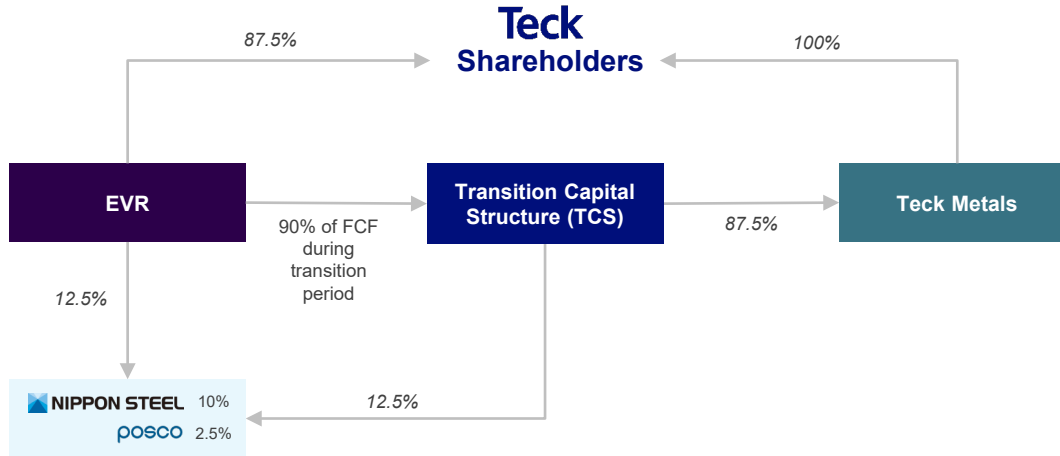 Teck
Shareholders
87.5%
100%
EVR
Transition Capital
Structure (TCS)
Teck Metals
90% of FCF
during
transition
period
87.5%
12.5%
NIPPON STEEL 10%
posco 2.5%
12.5%